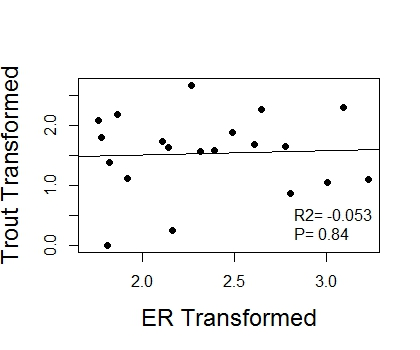 Trout Transformed
2.0
1.0
0.0
R2= -0.053
P= 0.84
2.0 2.5 3.0
ER Transformed